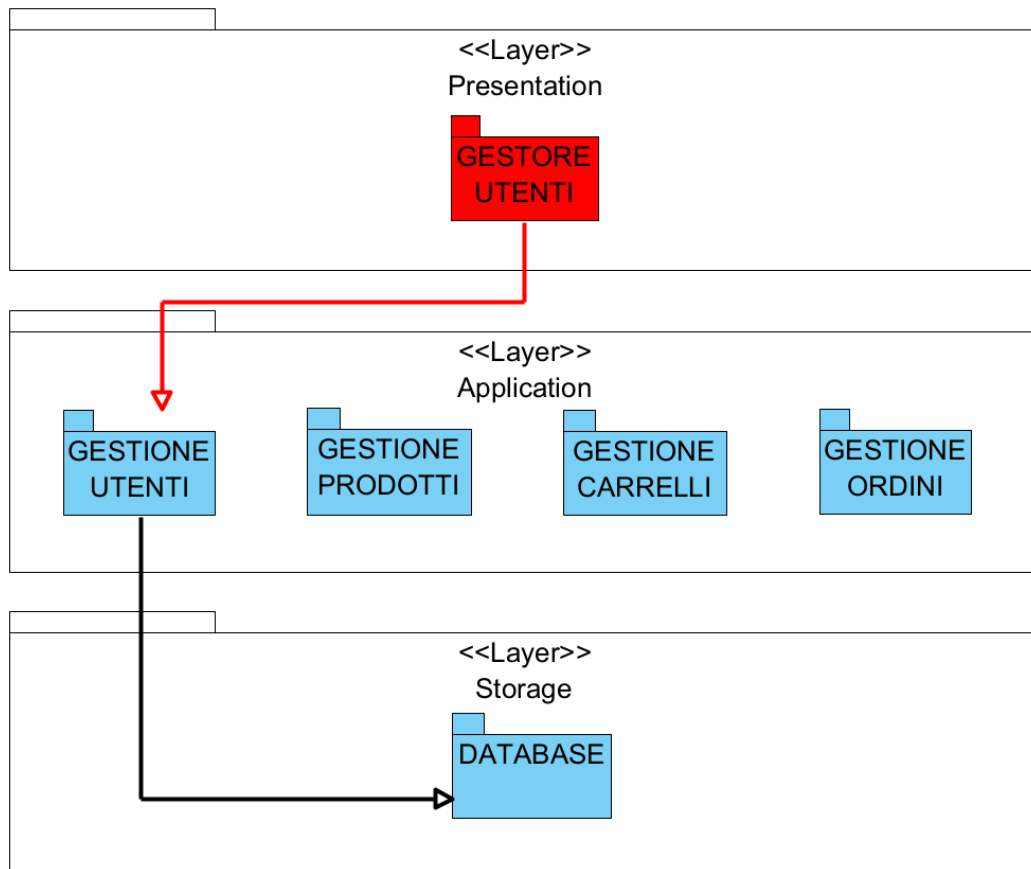 <<Layer>>
Presentation
GESTORE
UTENTI
<<Layer>>
Application
GESTIONE
UTENTI
GESTIONE
PRODOTTI
GESTIONE
CARRELLI
GESTIONE
ORDINI
<<Layer>>
Storage
DATABASE